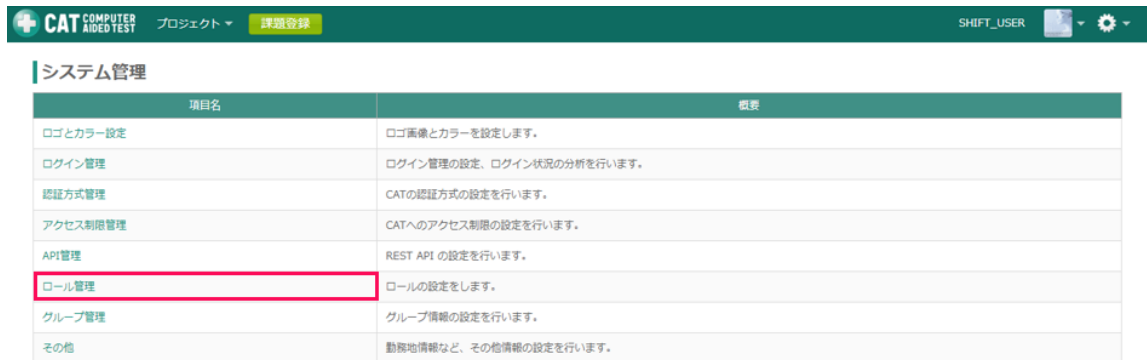 CAT COMPUTER AIDED TEST プロジェクト 課題登録 SHIFT_USER
システム管理
項目名 概要
ロゴとカラー設定 ロゴ画像とカラーを設定します。
ログイン管理 ログイン管理の設定、ログイン状況の分析を行います。
認証方式管理 CATの認証方式の設定を行います。
アクセス制限管理 CATへのアクセス制限の設定を行います。
API管理 REST API の設定を行います。
ロール管理 ロールの設定をします。
グループ管理 グループ情報の設定を行います。
その他 勤務地情報など、その他情報の設定を行います。